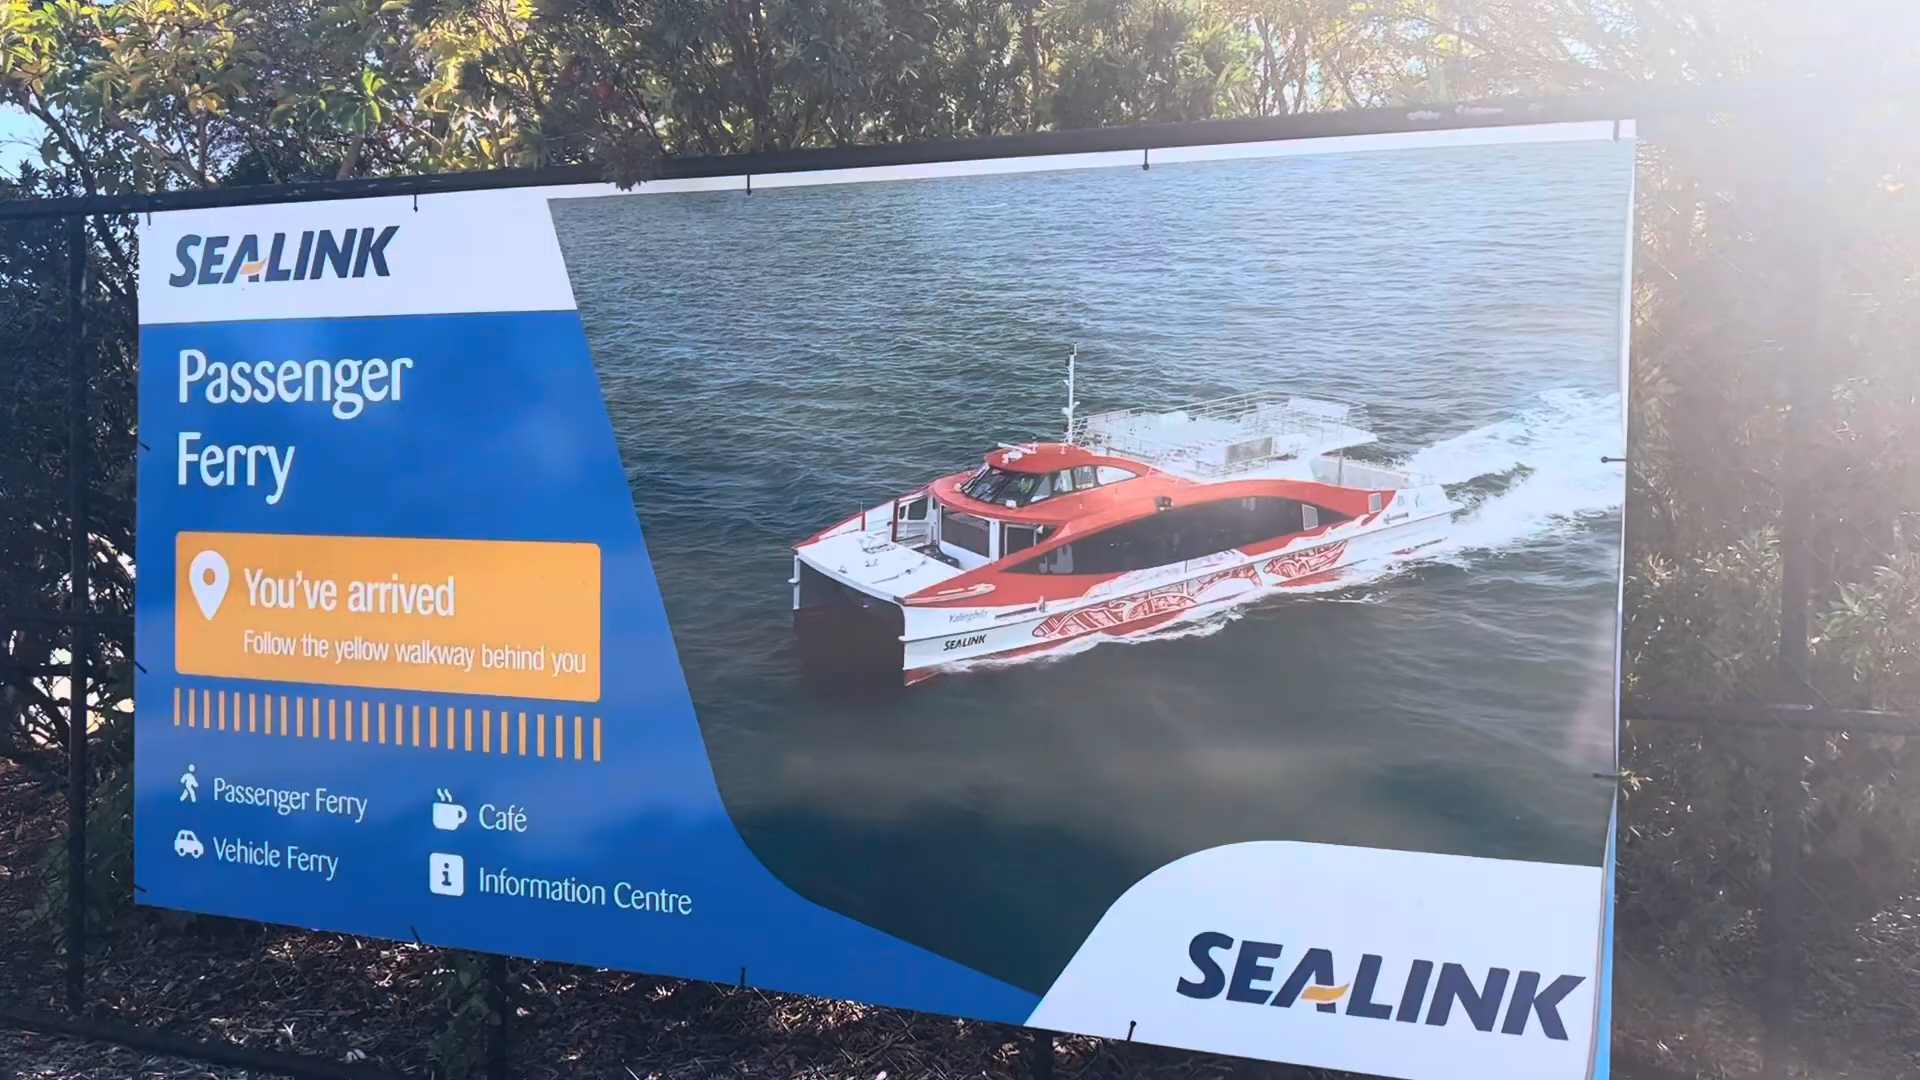 SEALINK
Passenger
Ferry
You've arrived
Follow the yellow walkway behind you
Passenger Ferry
Vehicle Ferry
Café
Information Centre
SEALINK
SEALINK